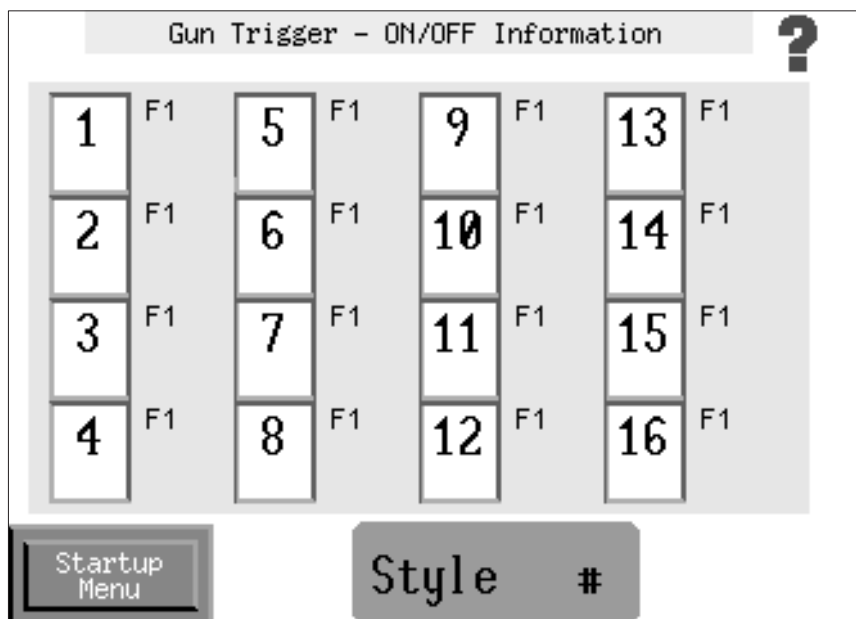 Gun Trigger - ON/OFF Information
?
1 F1 5 F1 9 F1 13 F1
2 F1 6 F1 10 F1 14 F1
3 F1 7 F1 11 F1 15 F1
4 F1 8 F1 12 F1 16 F1
Startup
Menu
Style #